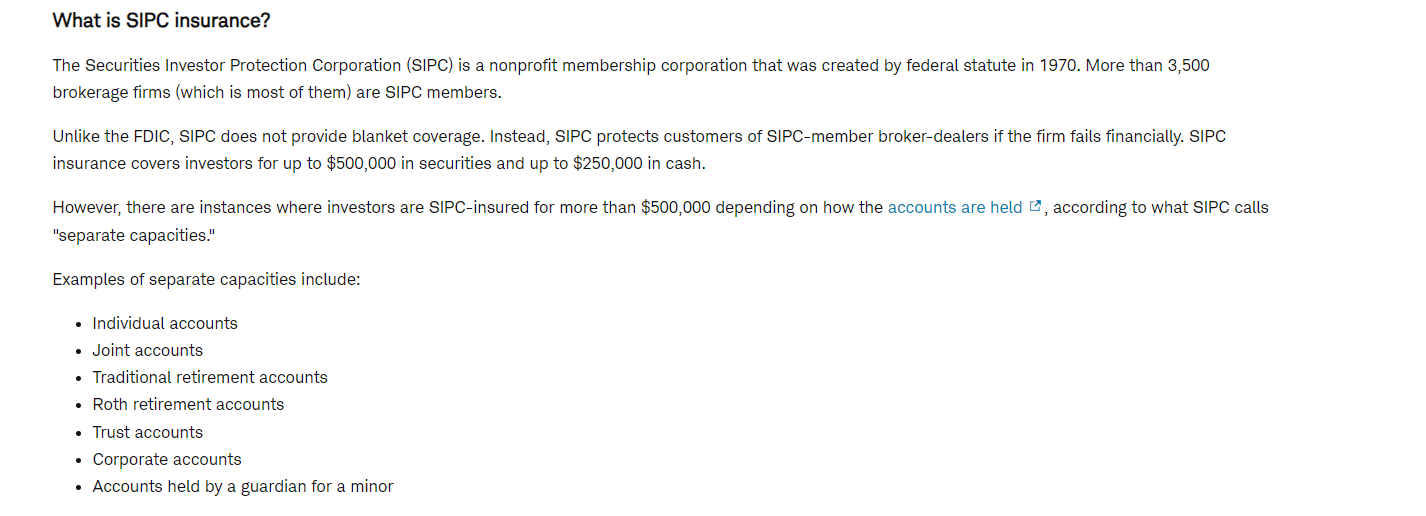 What is SIPC insurance?
The Securities Investor Protection Corporation (SIPC) is a nonprofit membership corporation that was created by federal statute in 1970. More than 3,500
brokerage firms (which is most of them) are SIPC members.
Unlike the FDIC, SIPC does not provide blanket coverage. Instead, SIPC protects customers of SIPC-member broker-dealers if the firm fails financially. SIPC
insurance covers investors for up to $500,000 in securities and up to $250,000 in cash.
However, there are instances where investors are SIPC-insured for more than $500,000 depending on how the accounts are held, according to what SIPC calls
"separate capacities."
Examples of separate capacities include:
• Individual accounts
• Joint accounts
• Traditional retirement accounts
• Roth retirement accounts
• Trust accounts
• Corporate accounts
• Accounts held by a guardian for a minor